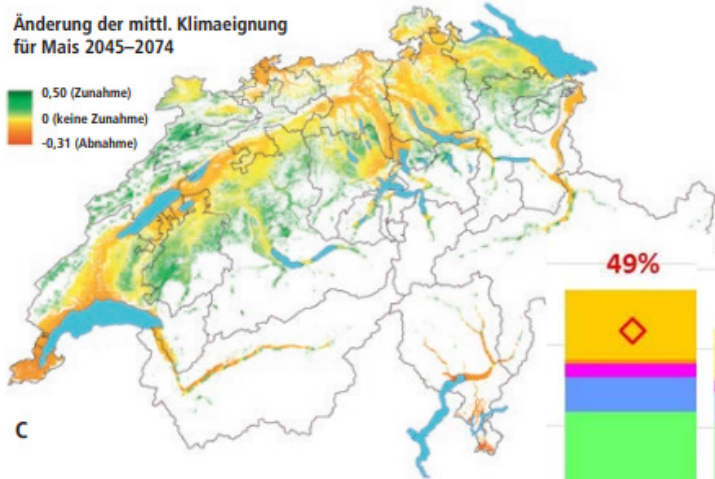 Änderung der mittl. Klimaeignung
für Mais 2045–2074
0,50 (Zunahme)
0 (keine Zunahme)
-0,31 (Abnahme)
49%
C